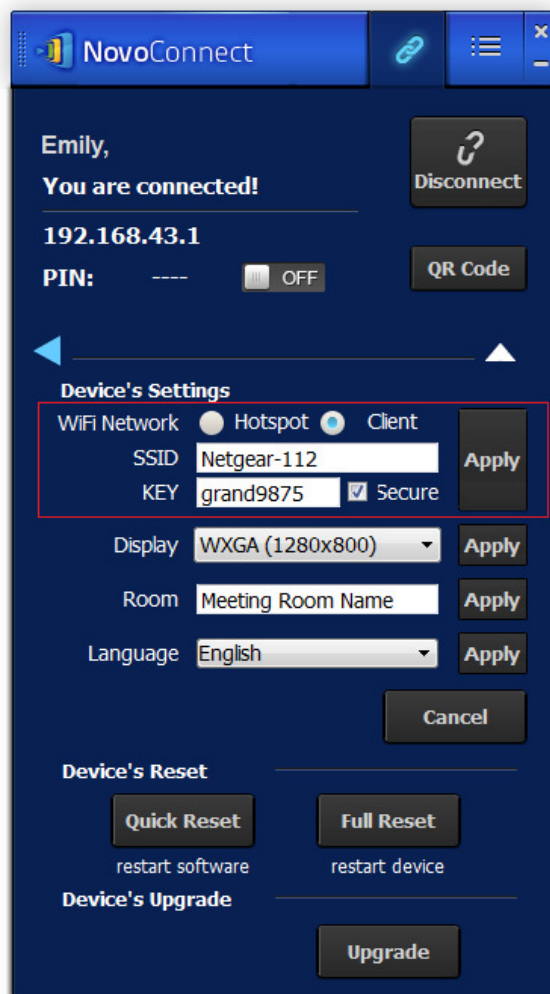 NovoConnect
Emily,
You are connected!
Disconnect
192.168.43.1
PIN: ---- OFF
QR Code
Device's Settings
WiFi Network Hotspot Client
SSID Netgear-112
KEY grand9875 Secure
Apply
Display WXGA (1280x800) Apply
Room Meeting Room Name Apply
Language English Apply
Cancel
Device's Reset
Quick Reset Full Reset
restart software restart device
Device's Upgrade
Upgrade